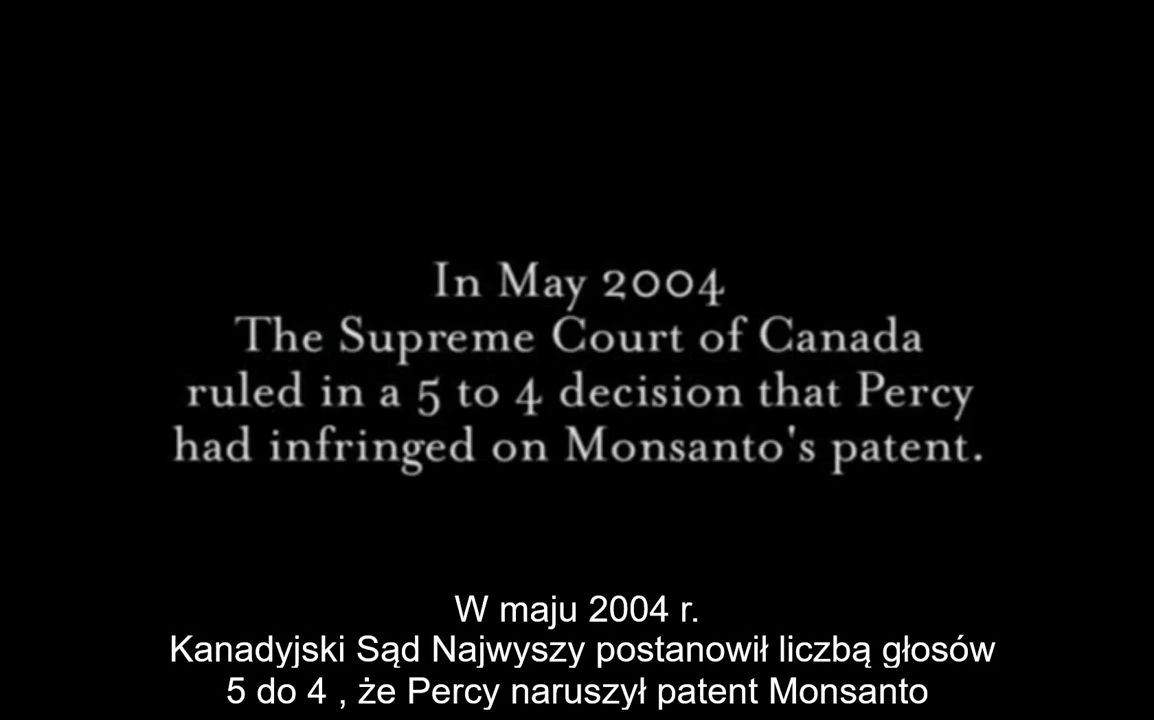 In May 2004
The Supreme Court of Canada
ruled in a 5 to 4 decision that Percy
had infringed on Monsanto's patent.
W maju 2004 r.
Kanadyjski Sąd Najwyszy postanowił liczbą głosów
5 do 4 , że Percy naruszył patent Monsanto